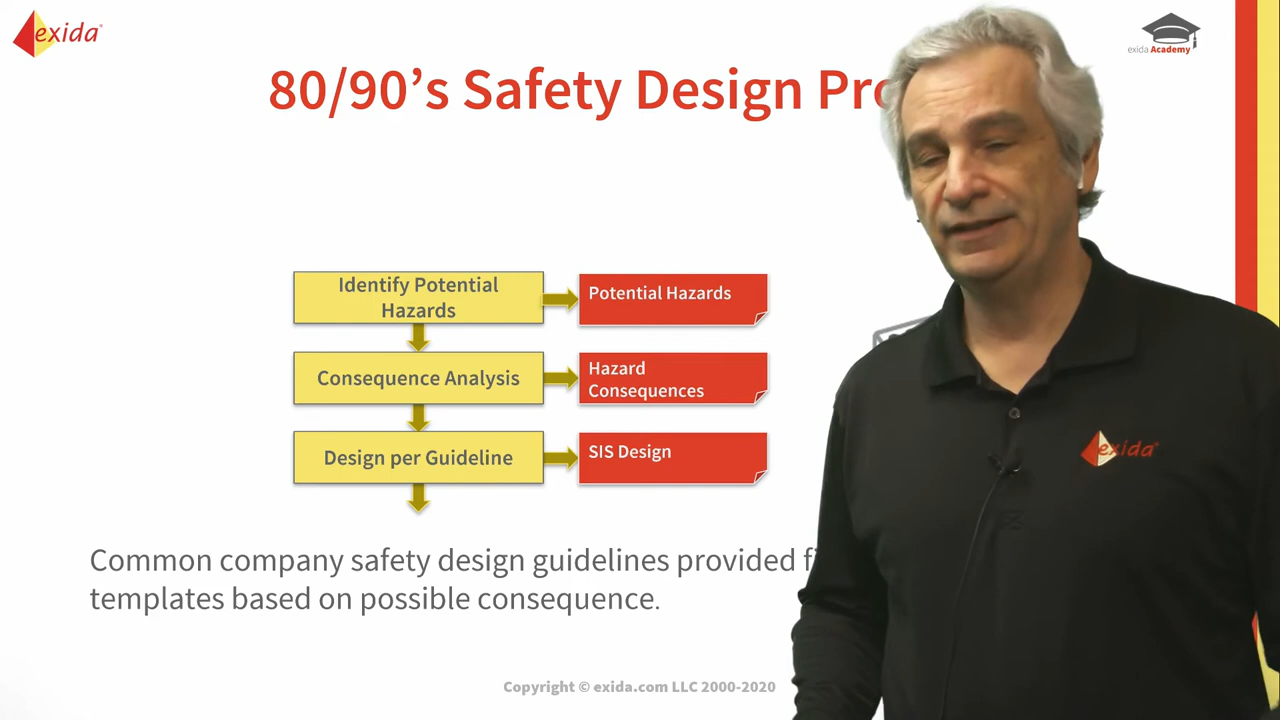 exida
exida Academy
80/90's Safety Design
Identify Potential
Hazards
Potential Hazards
Consequence Analysis
Hazard
Consequences
Design per Guideline
SIS Design
exida
Common company safety design guidelines provided
templates based on possible consequence.
Copyright © exida.com LLC 2000-2020